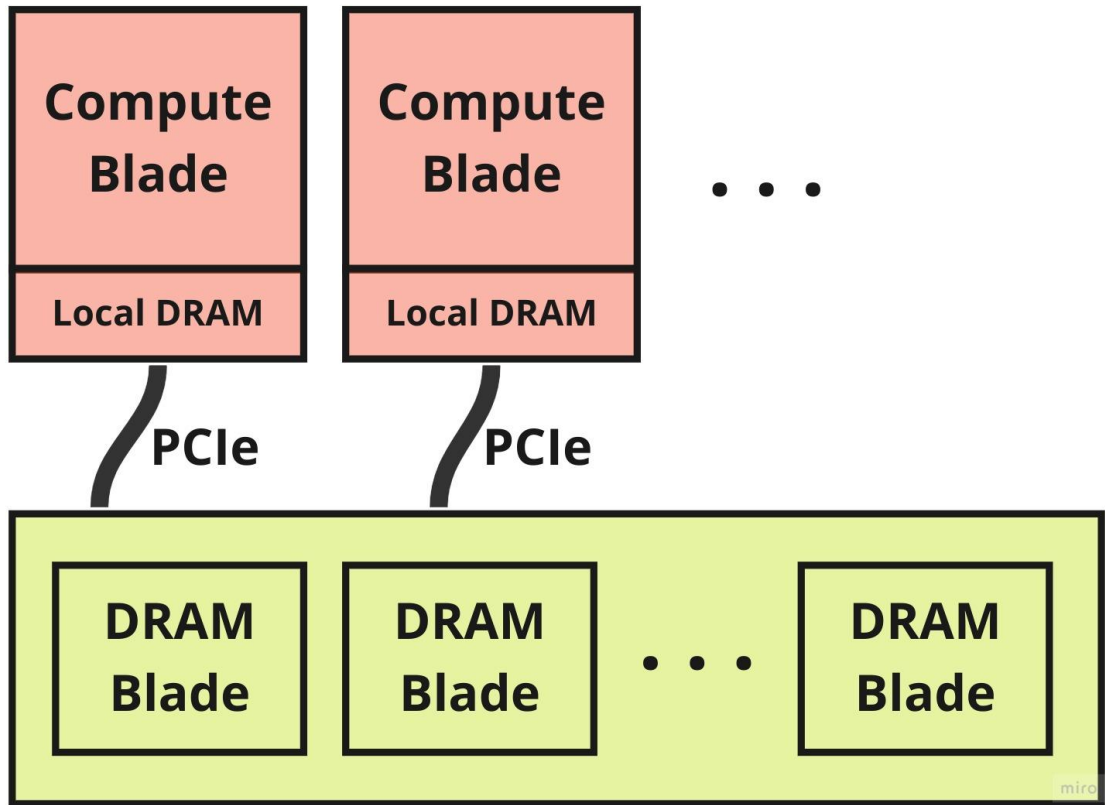 Compute
Blade
Local DRAM
Compute
Blade
Local DRAM
. . .
PCIe
PCIe
DRAM
Blade
DRAM
Blade
. . .
DRAM
Blade
miro